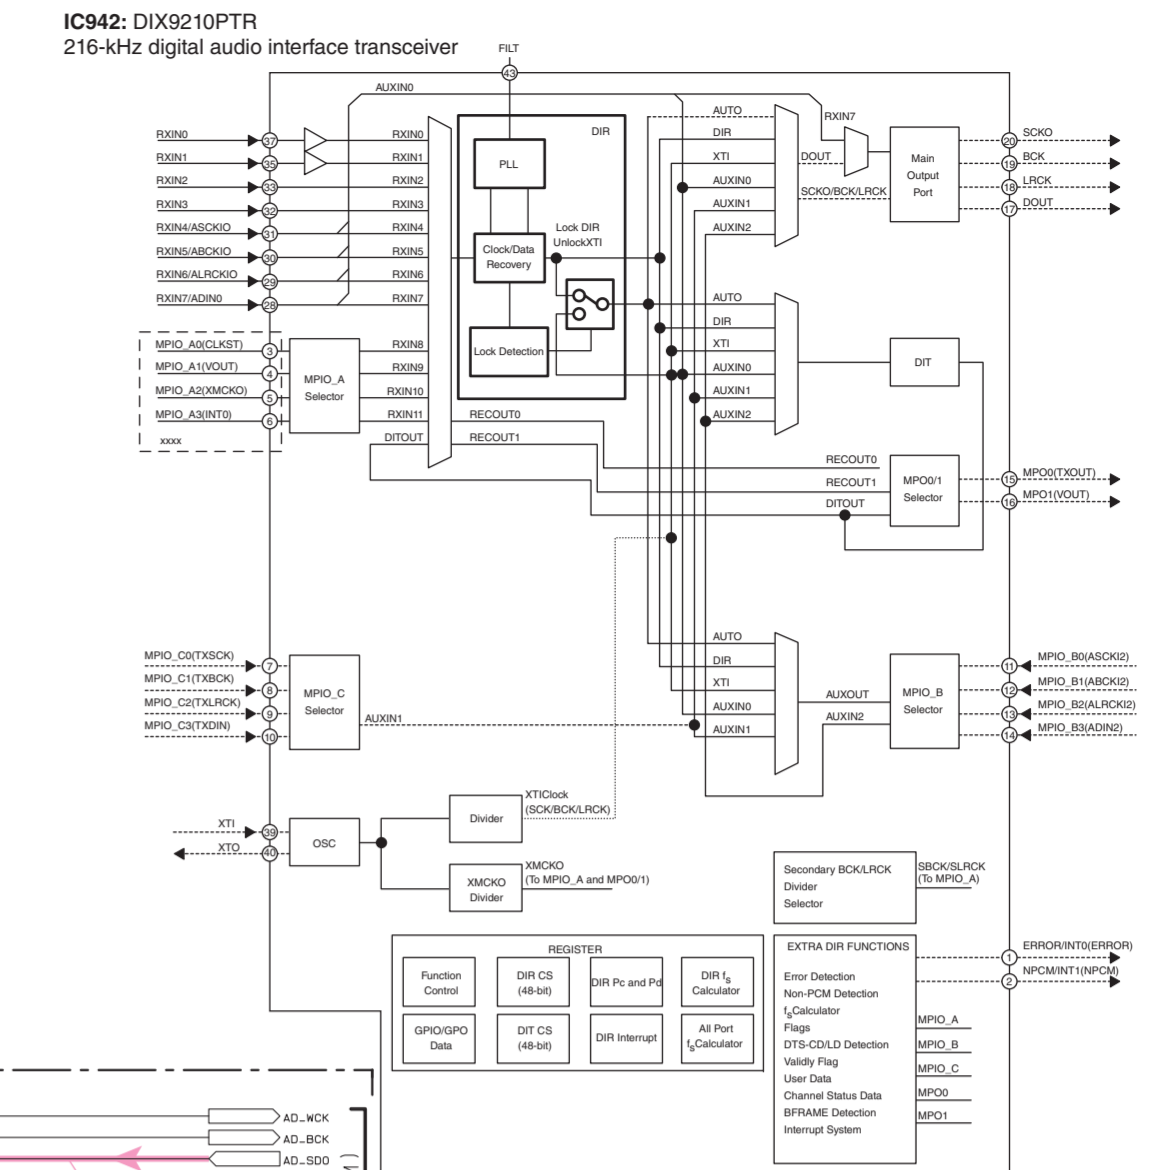 IC942: DIX9210PTR
216-kHz digital audio interface transceiver
FILT
43
AUXIN0
RXIN0
37
RXIN0
RXIN1
35
RXIN1
RXIN2
33
RXIN2
RXIN3
32
RXIN3
RXIN4/ASCKIO
31
RXIN4
RXIN5/ABCKIO
30
RXIN5
RXIN6/ALRCKIO
29
RXIN6
RXIN7/ADIN0
28
RXIN7
MPIO_A0(CLKST)
3
MPIO_A1(VOUT)
4
MPIO_A2(XMCKO)
5
MPIO_A3(INT0)
6
xxxx
MPIO_A
Selector
RXIN8
RXIN9
RXIN10
RXIN11
DITOUT
DIR
PLL
Clock/Data
Recovery
Lock DIR
UnlockXTI
Lock Detection
RECOUT0
RECOUT1
AUTO
DIR
XTI
AUXIN0
AUXIN1
AUXIN2
RXIN7
DOUT
SCKO/BCK/LRCK
Main
Output
Port
20
SCKO
19
BCK
18
LRCK
17
DOUT
AUTO
DIR
XTI
AUXIN0
AUXIN1
AUXIN2
DIT
RECOUT0
RECOUT1
DITOUT
MPO0/1
Selector
15
MPO0(TXOUT)
16
MPO1(VOUT)
MPIO_C0(TXSCK)
7
MPIO_C1(TXBCK)
8
MPIO_C2(TXLRCK)
9
MPIO_C3(TXDIN)
10
MPIO_C
Selector
AUXIN1
AUTO
DIR
XTI
AUXIN0
AUXIN1
AUXOUT
AUXIN2
MPIO_B
Selector
11
MPIO_B0(ASCKI2)
12
MPIO_B1(ABCKI2)
13
MPIO_B2(ALRCKI2)
14
MPIO_B3(ADIN2)
XTI
39
XTO
40
OSC
Divider
XTIClock
(SCK/BCK/LRCK)
XMCKO
Divider
XMCKO
(To MPIO_A and MPO0/1)
Secondary BCK/LRCK
Divider
Selector
SBCK/SLRCK
(To MPIO_A)
REGISTER
Function
Control
DIR CS
(48-bit)
DIR Pc and Pd
DIR fs
Calculator
GPIO/GPO
Data
DIT CS
(48-bit)
DIR Interrupt
All Port
fsCalculator
EXTRA DIR FUNCTIONS
Error Detection
Non-PCM Detection
fsCalculator
Flags
DTS-CD/LD Detection
Validly Flag
User Data
Channel Status Data
BFRAME Detection
Interrupt System
1
ERROR/INT0(ERROR)
2
NPCM/INT1(NPCM)
MPIO_A
MPIO_B
MPIO_C
MPO0
MPO1
AD_WCK
AD_BCK
AD_SDO